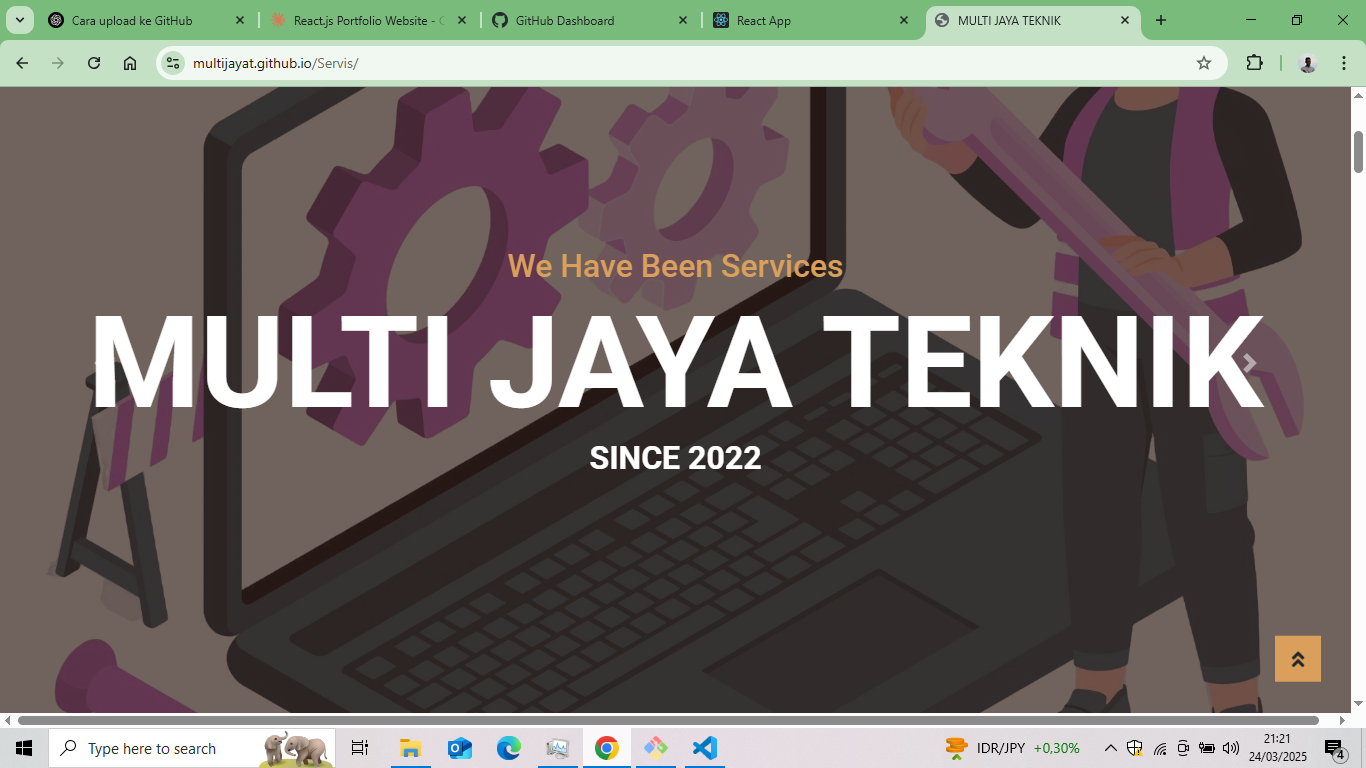 Cara upload ke GitHub
React.js Portfolio Website - C
GitHub Dashboard
React App
MULTI JAYA TEKNIK
multijayat.github.io/Servis/
We Have Been Services
MULTI JAYA TEKNIK
SINCE 2022
Type here to search
IDR/JPY +0,30%
21:21
24/03/2025
4